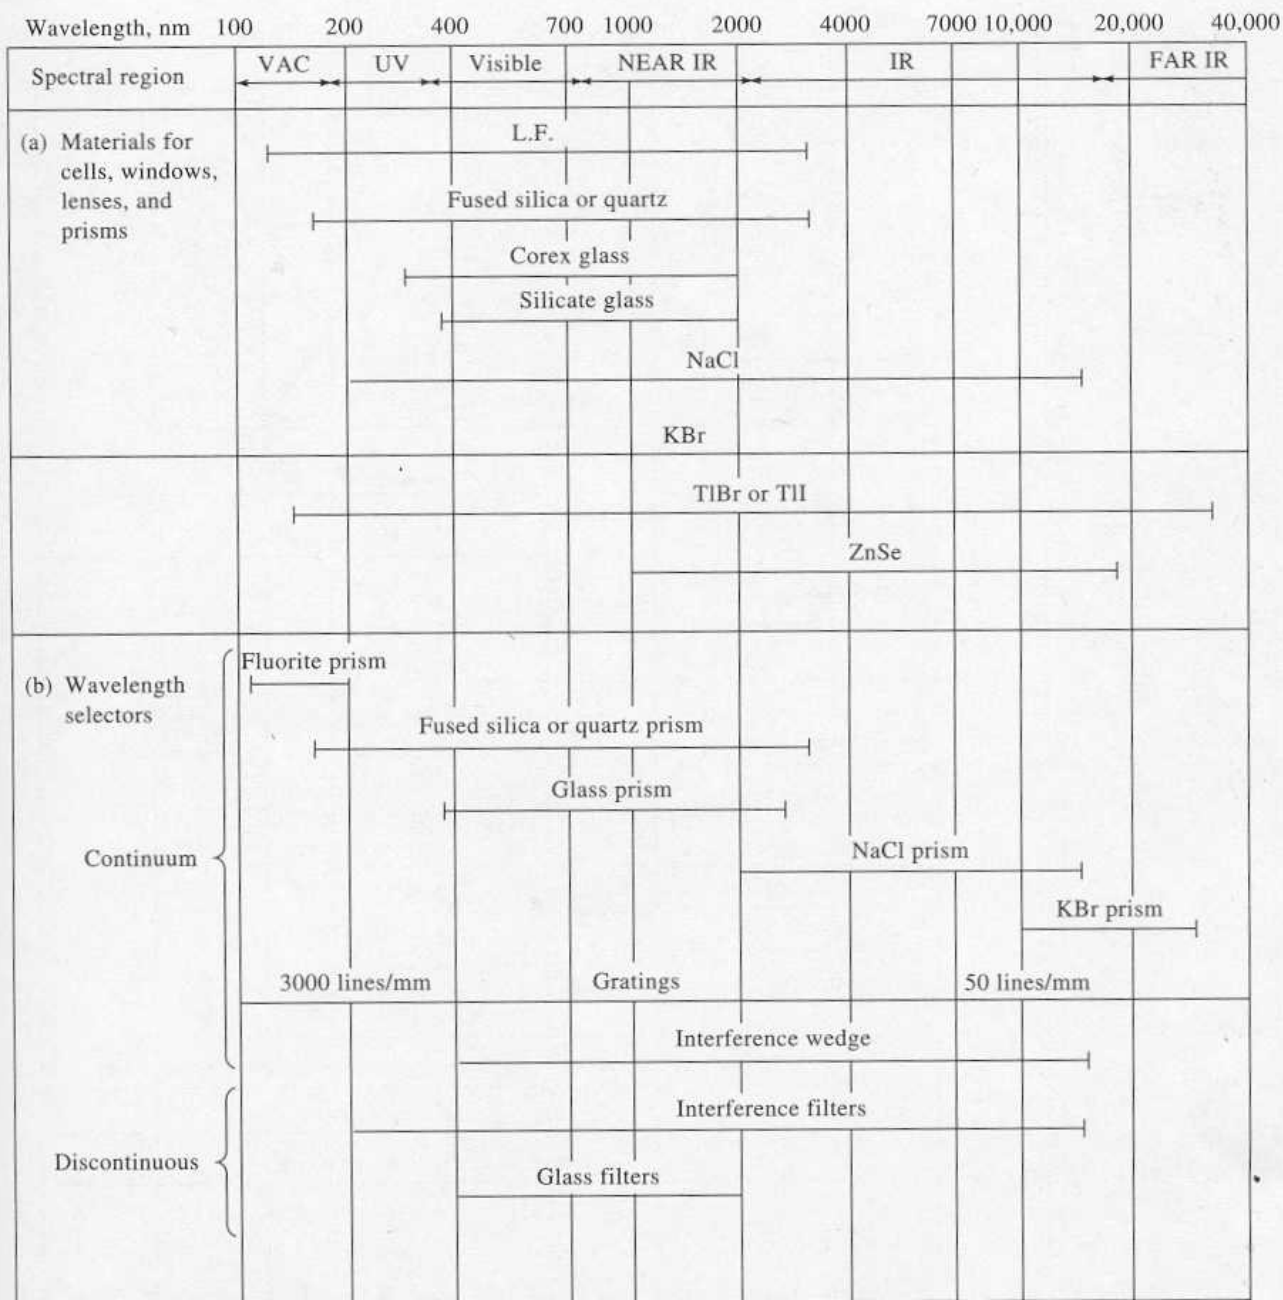 Wavelength, nm 100 200 400 700 1000 2000 4000 7000 10,000 20,000 40,000
Spectral region VAC UV Visible NEAR IR IR FAR IR
(a) Materials for
cells, windows,
lenses, and
prisms
L.F.
Fused silica or quartz
Corex glass
Silicate glass
NaCl
KBr
TlBr or TlI
ZnSe
(b) Wavelength
selectors
Continuum
Fluorite prism
Fused silica or quartz prism
Glass prism
NaCl prism
KBr prism
3000 lines/mm Gratings 50 lines/mm
Interference wedge
Discontinuous
Interference filters
Glass filters